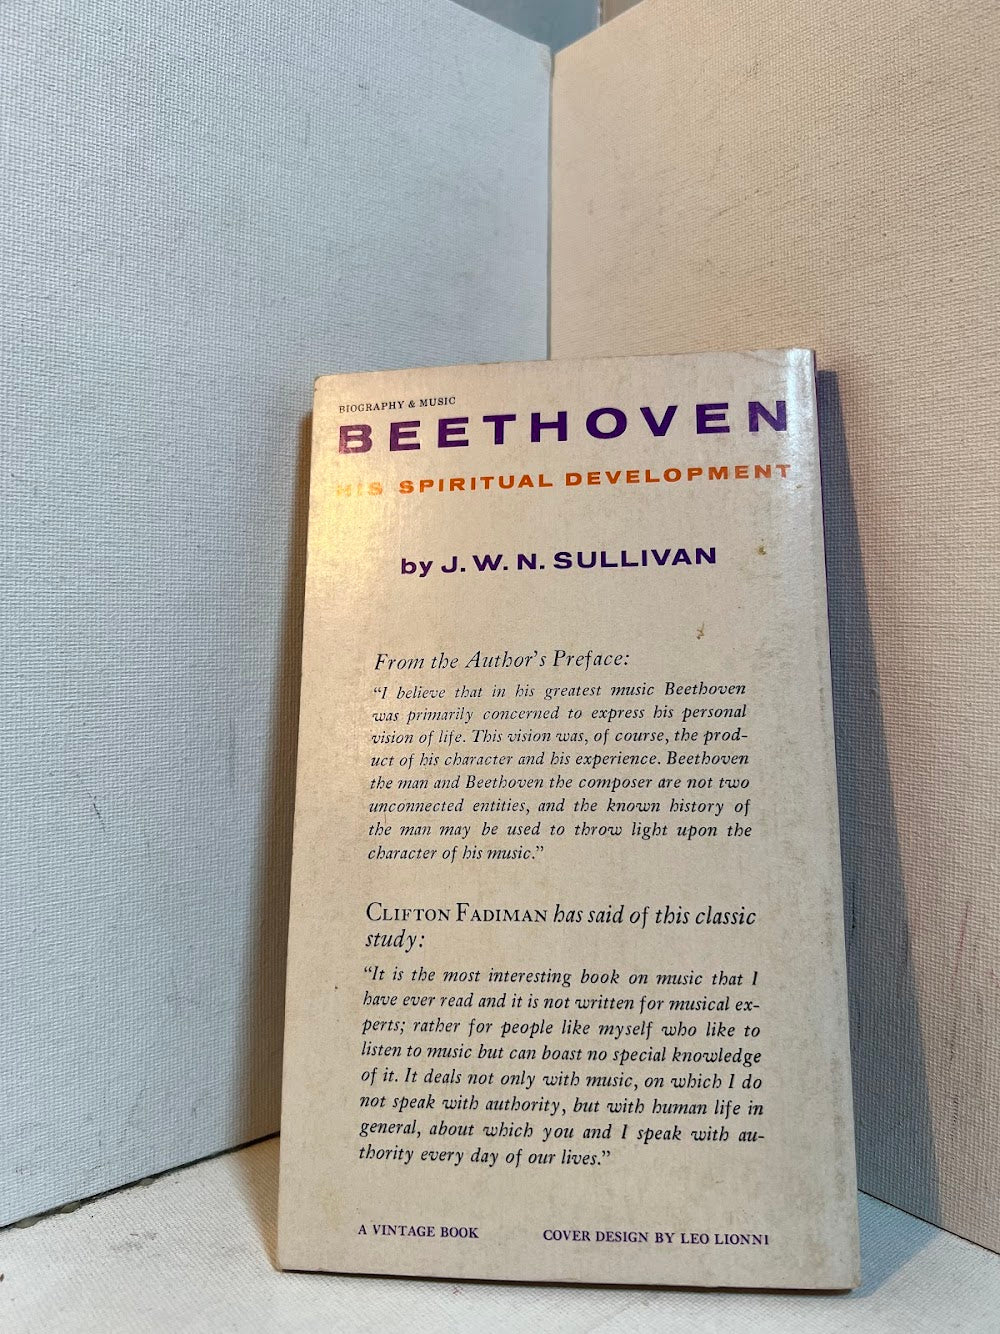 BIOGRAPHY & MUSIC
BEETHOVEN
HIS SPIRITUAL DEVELOPMENT
by J. W. N. SULLIVAN
From the Author's Preface:
“I believe that in his greatest music Beethoven
was primarily concerned to express his personal
vision of life. This vision was, of course, the prod-
uct of his character and his experience. Beethoven
the man and Beethoven the composer are not two
unconnected entities, and the known history of
the man may be used to throw light upon the
character of his music.”
CLIFTON FADIMAN has said of this classic
study:
“It is the most interesting book on music that I
have ever read and it is not written for musical ex-
perts; rather for people like myself who like to
listen to music but can boast no special knowledge
of it. It deals not only with music, on which I do
not speak with authority, but with human life in
general, about which you and I speak with au-
thority every day of our lives.”
A VINTAGE BOOK COVER DESIGN BY LEO LIONNI